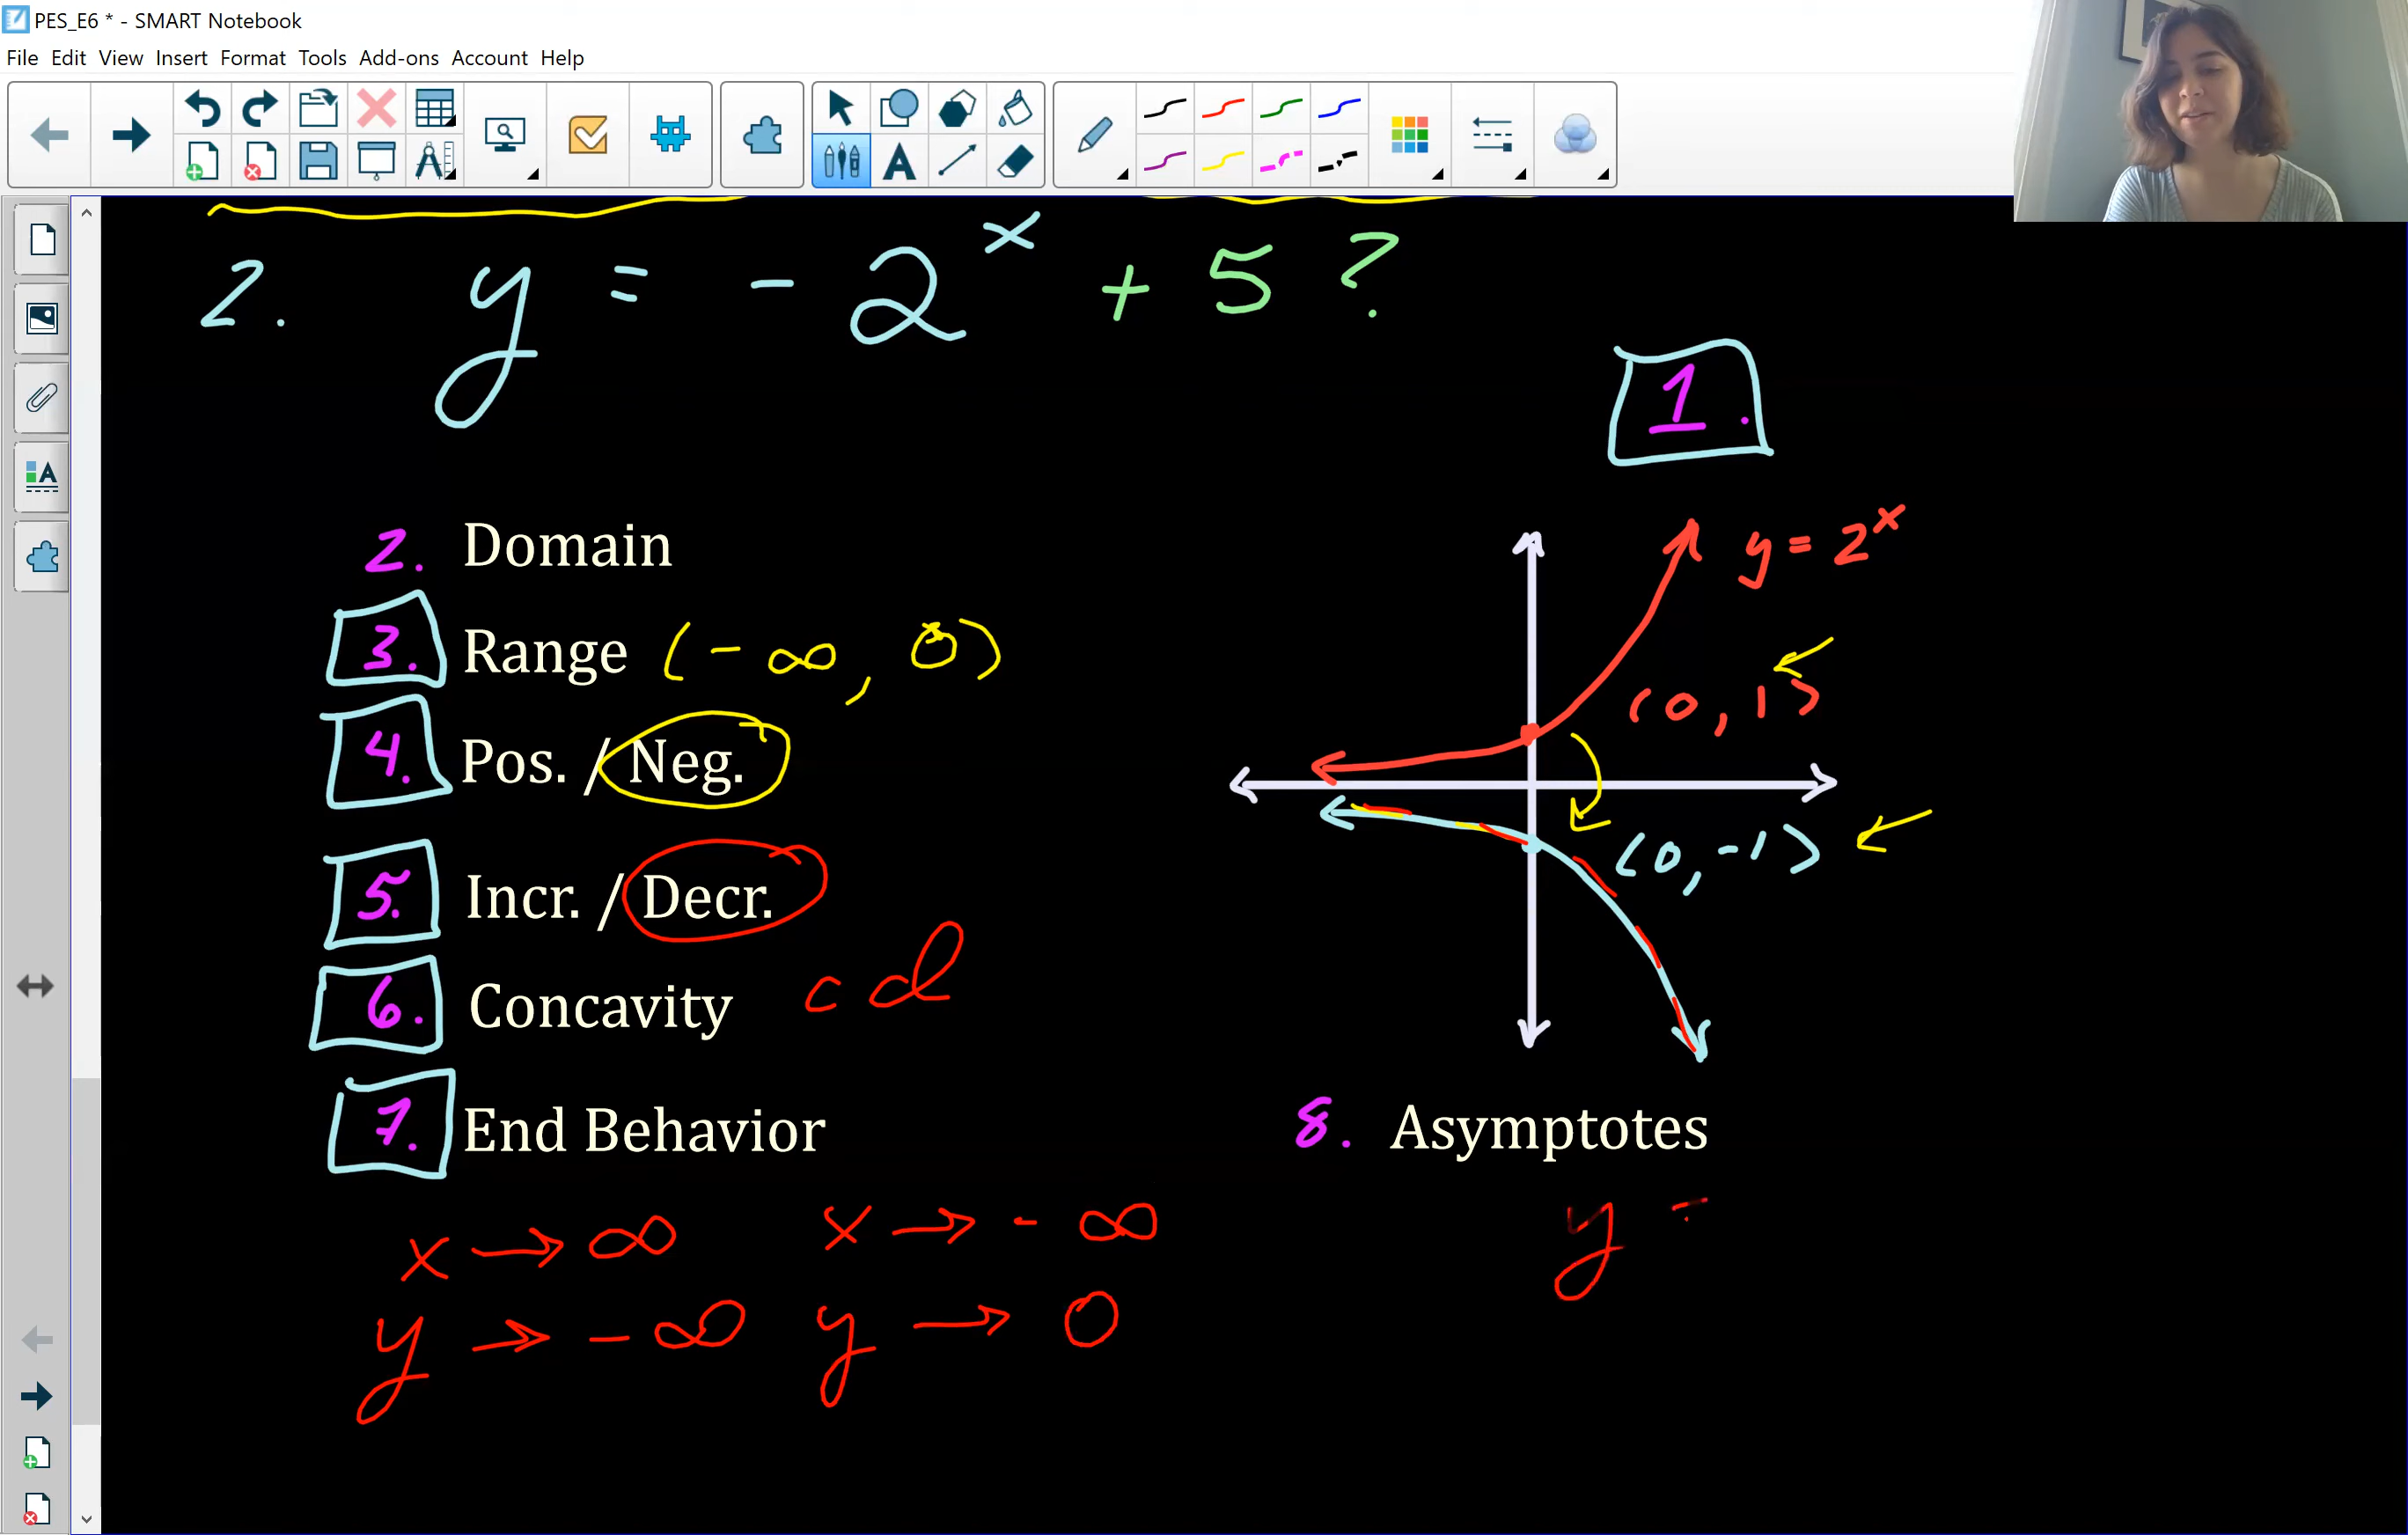 PES_E6 * - SMART Notebook
File Edit View Insert Format Tools Add-ons Account Help
2. y = - 2^x + 5 ?
1.
2. Domain
3. Range (-∞, 0)
4. Pos. / Neg.
5. Incr. / Decr.
6. Concavity cd
7. End Behavior
x → ∞ x → -∞
y → -∞ y → 0
y = 2^x
(0, 1)
(0, -1)
8. Asymptotes
y =